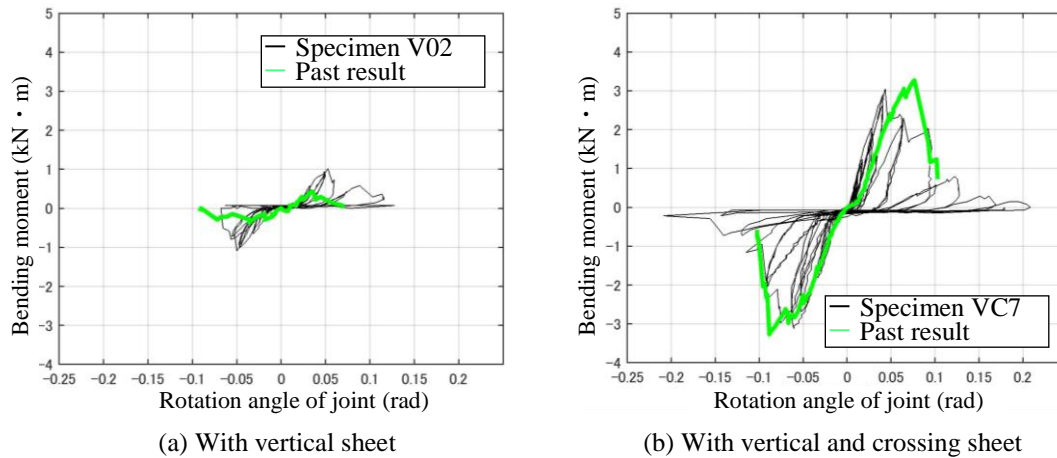 5
4
3
2
1
0
−1
−2
−3
−4
−0.25 −0.2 −0.15 −0.1 −0.05 0 0.05 0.1 0.15 0.2
Bending moment (kN・m)
Rotation angle of joint (rad)
Specimen V02
Past result
(a) With vertical sheet
5
4
3
2
1
0
−1
−2
−3
−4
−0.25 −0.2 −0.15 −0.1 −0.05 0 0.05 0.1 0.15 0.2
Bending moment (kN・m)
Rotation angle of joint (rad)
Specimen VC7
Past result
(b) With vertical and crossing sheet